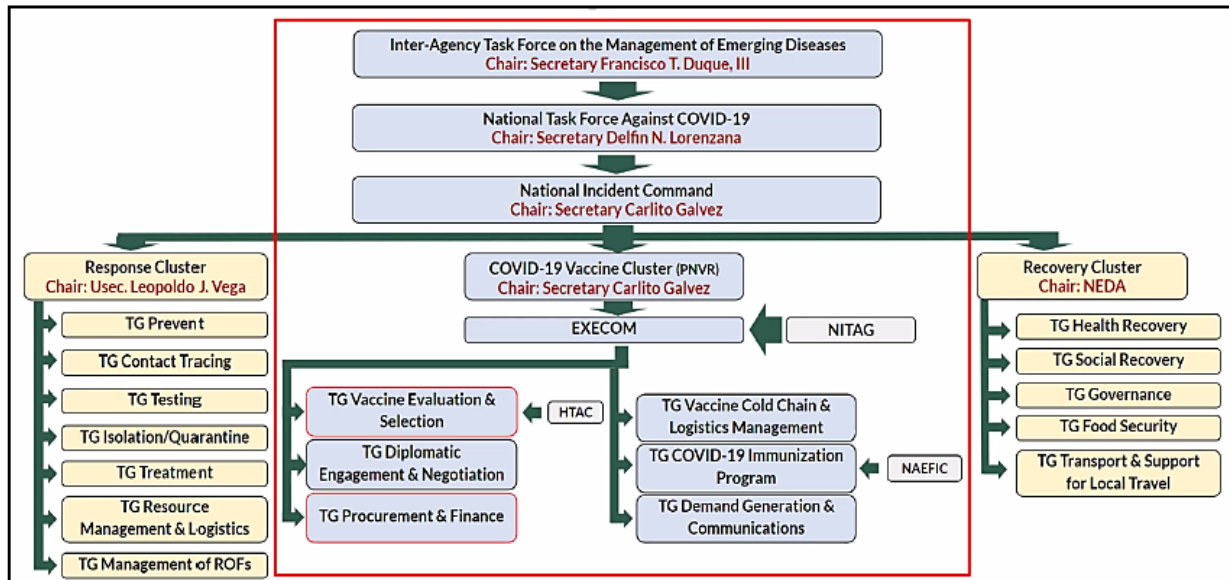 Inter-Agency Task Force on the Management of Emerging Diseases
Chair: Secretary Francisco T. Duque, III
National Task Force Against COVID-19
Chair: Secretary Delfin N. Lorenzana
National Incident Command
Chair: Secretary Carlito Galvez
Response Cluster
Chair: Usec. Leopoldo J. Vega
TG Prevent
TG Contact Tracing
TG Testing
TG Isolation/Quarantine
TG Treatment
TG Resource
Management & Logistics
TG Management of ROFs
COVID-19 Vaccine Cluster (PNVR)
Chair: Secretary Carlito Galvez
EXECOM
NITAG
TG Vaccine Evaluation &
Selection
HTAC
TG Diplomatic
Engagement & Negotiation
TG Procurement & Finance
TG Vaccine Cold Chain &
Logistics Management
TG COVID-19 Immunization
Program
NAEFIC
TG Demand Generation &
Communications
Recovery Cluster
Chair: NEDA
TG Health Recovery
TG Social Recovery
TG Governance
TG Food Security
TG Transport & Support
for Local Travel